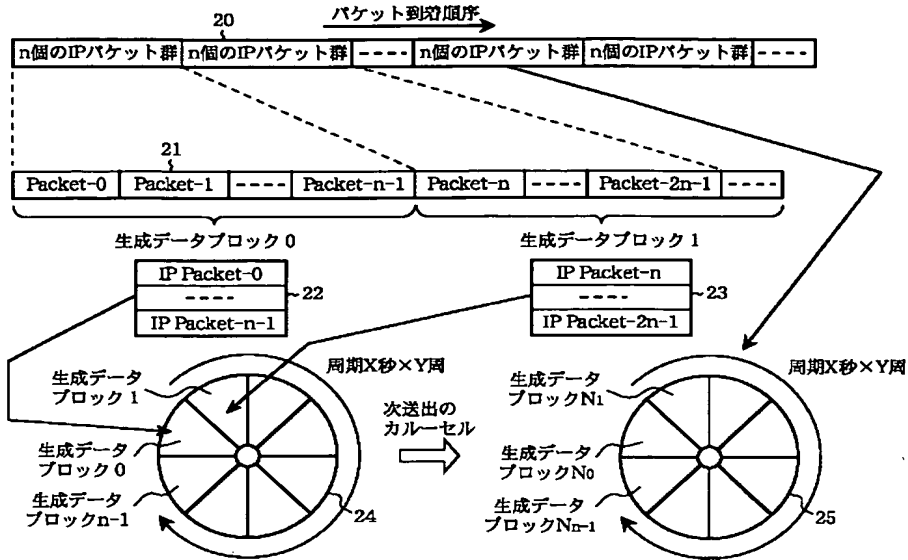 20
パケット到着順序
n個のIPパケット群 n個のIPパケット群 ---- n個のIPパケット群 n個のIPパケット群 ----
21
Packet-0 Packet-1 ---- Packet-n-1 Packet-n ---- Packet-2n-1 ----
生成データブロック0 生成データブロック1
IP Packet-0
----
IP Packet-n-1
22
IP Packet-n
----
IP Packet-2n-1
23
生成データ
ブロック1
生成データ
ブロック0
生成データ
ブロックn-1
周期X秒×Y周
24
次送出の
カルーセル
生成データ
ブロックN1
生成データ
ブロックN0
生成データ
ブロックNn-1
周期X秒×Y周
25